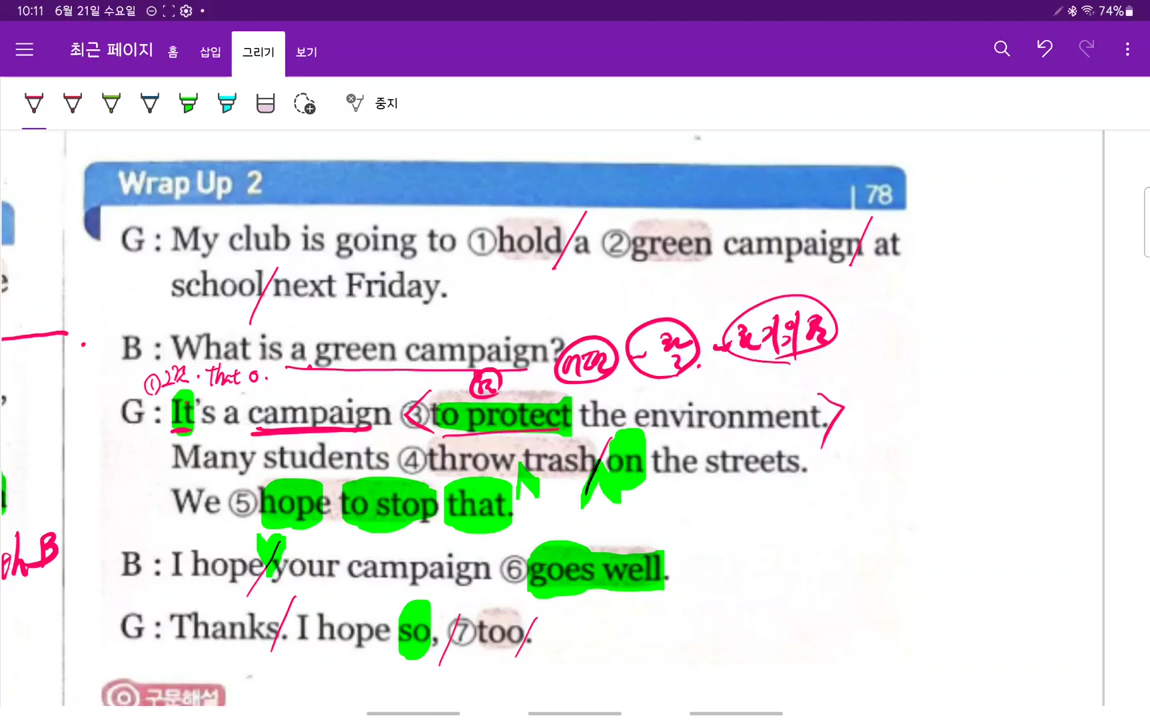 10:11 6월 21일 수요일
74%
최근 페이지 홈 삽입 그리기 보기
중지
Wrap Up 2
78
G : My club is going to ①hold a ②green campaign at
school next Friday.
B : What is a green campaign?
① that
G : It's a campaign ③to protect the environment.
Many students ④throw trash on the streets.
We ⑤hope to stop that.
B
B : I hope your campaign ⑥goes well.
G : Thanks. I hope so, ⑦too.
구문해설